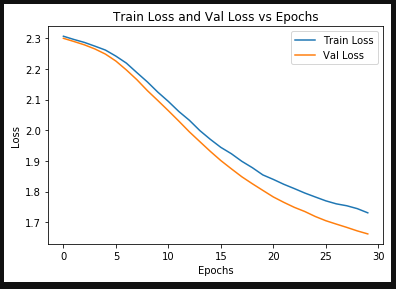 Train Loss and Val Loss vs Epochs
Train Loss
Val Loss
2.3
2.2
2.1
2.0
1.9
1.8
1.7
Loss
0 5 10 15 20 25 30
Epochs